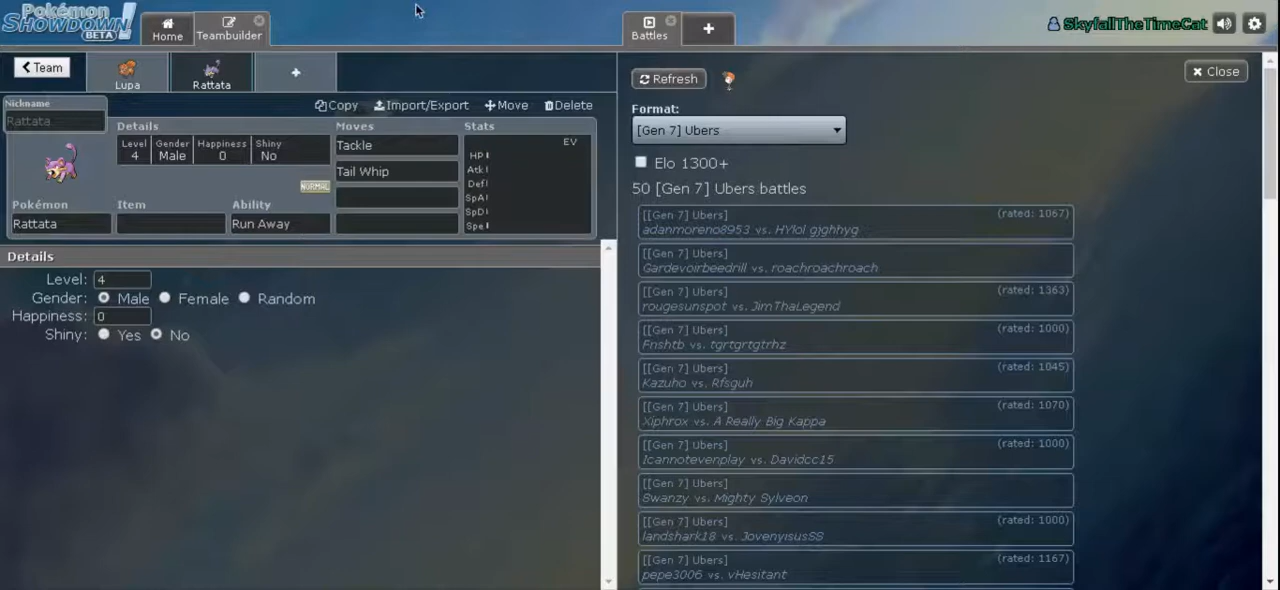 Pokémon
SHOWDOWN!
BETA
Home
Teambuilder
Battles
SkyfallTheTimeCat
Team
Lupa
Rattata
Copy
Import/Export
Move
Delete
Nickname
Rattata
Details
Level
4
Gender
Male
Happiness
0
Shiny
No
NORMAL
Moves
Tackle
Tail Whip
Stats
EV
HP
Atk
Def
SpA
SpD
Spe
Pokémon
Rattata
Item
Ability
Run Away
Details
Level: 4
Gender: Male Female Random
Happiness: 0
Shiny: Yes No
Refresh
Close
Format:
[Gen 7] Ubers
Elo 1300+
50 [Gen 7] Ubers battles
[[Gen 7] Ubers] (rated: 1067)
adanmoreno8953 vs. HYlol gjghhyg
[[Gen 7] Ubers]
Gardevoirbeedrill vs. roachroachroach
[[Gen 7] Ubers] (rated: 1363)
rougesunspot vs. JimThaLegend
[[Gen 7] Ubers] (rated: 1000)
Fnshtb vs. tgrtgrtgtrhz
[[Gen 7] Ubers] (rated: 1045)
Kazuho vs. Rfsguh
[[Gen 7] Ubers] (rated: 1070)
Xiphrox vs. A Really Big Kappa
[[Gen 7] Ubers] (rated: 1000)
Icannotevenplay vs. Davidcc15
[[Gen 7] Ubers]
Swanzy vs. Mighty Sylveon
[[Gen 7] Ubers] (rated: 1000)
landshark18 vs. JovenyisusSS
[[Gen 7] Ubers] (rated: 1167)
pepe3006 vs. vHesitant